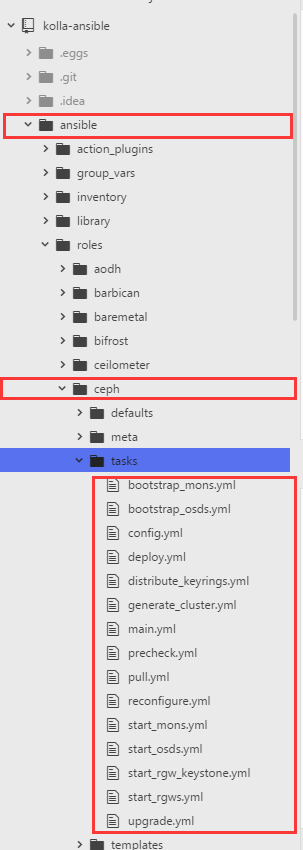 kolla-ansible
.eggs
.git
.idea
ansible
action_plugins
group_vars
inventory
library
roles
aodh
barbican
baremetal
bifrost
ceilometer
ceph
defaults
meta
tasks
bootstrap_mons.yml
bootstrap_osds.yml
config.yml
deploy.yml
distribute_keyrings.yml
generate_cluster.yml
main.yml
precheck.yml
pull.yml
reconfigure.yml
start_mons.yml
start_osds.yml
start_rgw_keystone.yml
start_rgws.yml
upgrade.yml
templates